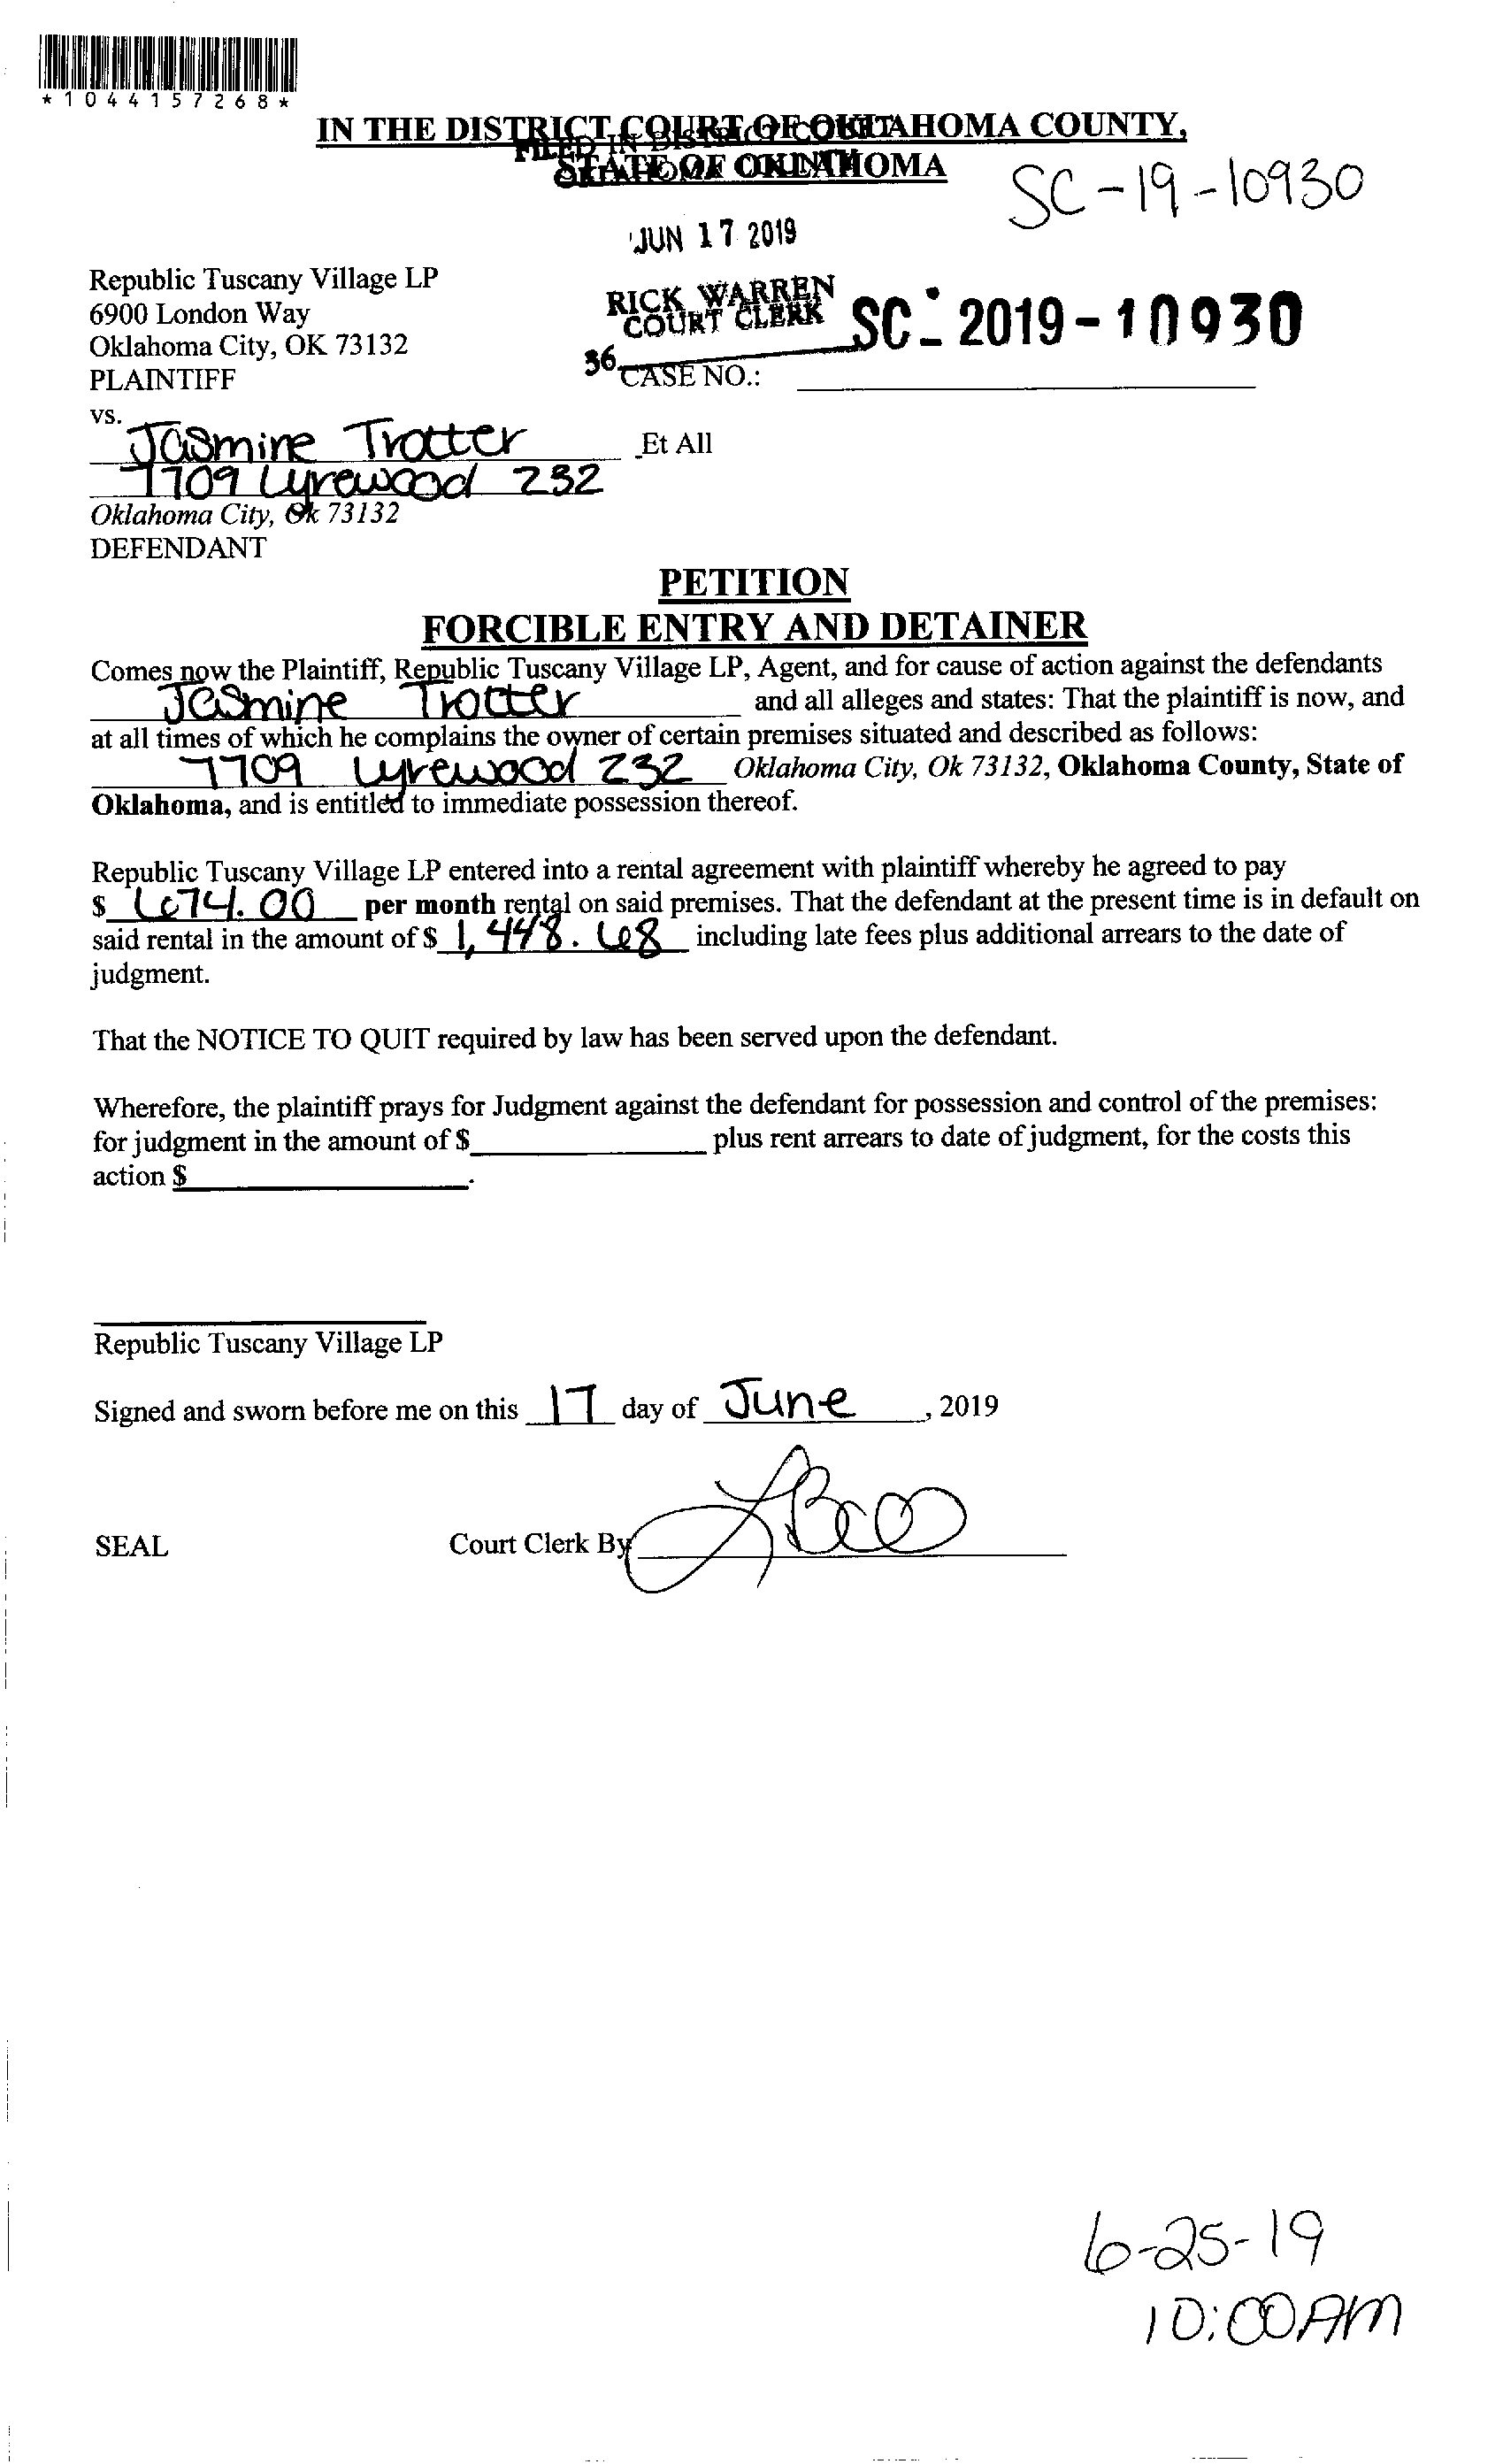 *1044157268*
IN THE DISTRICT COURT OF OKLAHOMA COUNTY,
STATE OF OKLAHOMA
FILED IN DISTRICT COURT
OKLAHOMA COUNTY
SC-19-10930
JUN 17 2019
Republic Tuscany Village LP
6900 London Way
Oklahoma City, OK 73132
PLAINTIFF
RICK WARREN
COURT CLERK
SC - 2019-10930
36
CASE NO.:
vs.
Jasmine Trotter Et All
7709 Lyrewood 232
Oklahoma City, Ok 73132
DEFENDANT
PETITION
FORCIBLE ENTRY AND DETAINER
Comes now the Plaintiff, Republic Tuscany Village LP, Agent, and for cause of action against the defendants
Jasmine Trotter and all alleges and states: That the plaintiff is now, and
at all times of which he complains the owner of certain premises situated and described as follows:
7709 Lyrewood 232 Oklahoma City, Ok 73132, Oklahoma County, State of
Oklahoma, and is entitled to immediate possession thereof.
Republic Tuscany Village LP entered into a rental agreement with plaintiff whereby he agreed to pay
$ 674.00 per month rental on said premises. That the defendant at the present time is in default on
said rental in the amount of $ 1,448.68 including late fees plus additional arrears to the date of
judgment.
That the NOTICE TO QUIT required by law has been served upon the defendant.
Wherefore, the plaintiff prays for Judgment against the defendant for possession and control of the premises:
for judgment in the amount of $ plus rent arrears to date of judgment, for the costs this
action $ .
Republic Tuscany Village LP
Signed and sworn before me on this 17 day of June, 2019
SEAL Court Clerk By
6-25-19
10:00AM